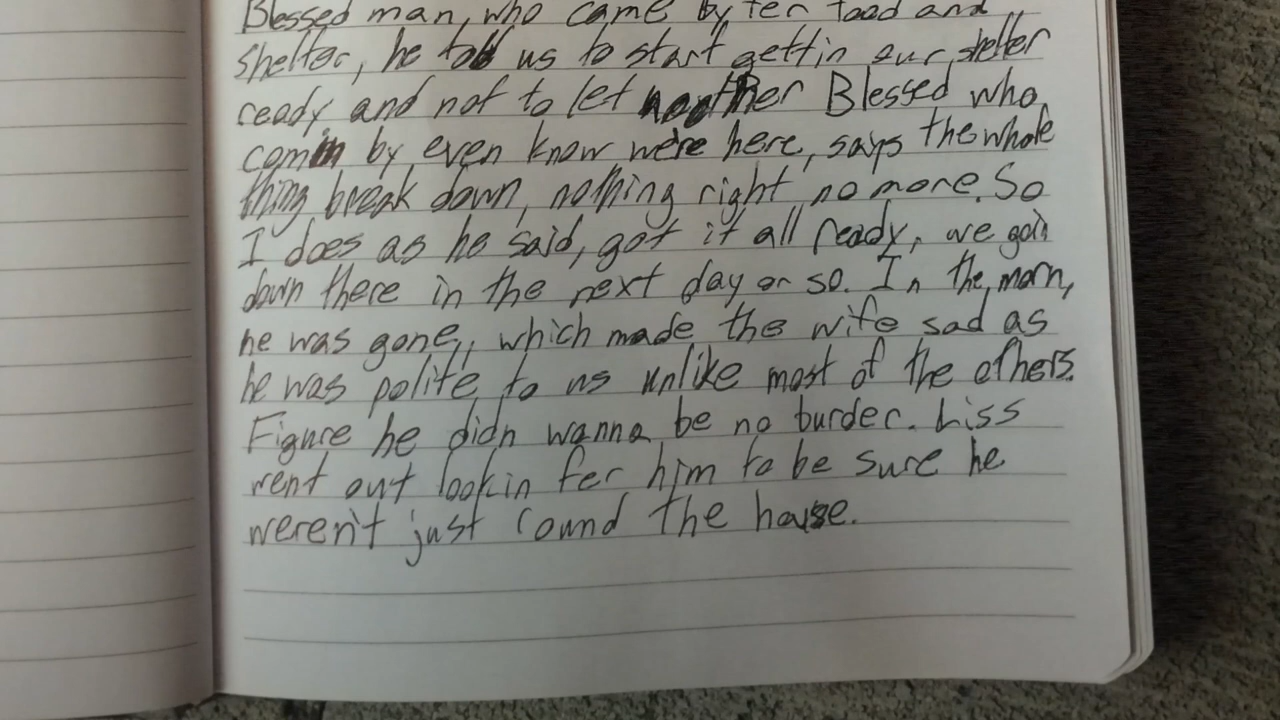 Blessed man, who came by fer food and
shelter, he told us to start gettin our shelter
ready and not to let nother Blessed who
comin by even know we're here, says the whole
thing break down, nothing right no more. So
I does as he said, got it all ready, we goin
down there in the next day or so. In the morn,
he was gone, which made the wife sad as
he was polite to us unlike most of the others.
Figure he didn wanna be no burder. Liss
went out lookin fer him to be sure he
weren't just round the house.